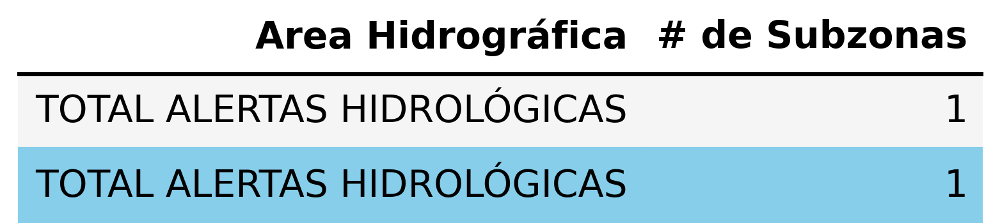 Area Hidrográfica # de Subzonas
TOTAL ALERTAS HIDROLÓGICAS 1
TOTAL ALERTAS HIDROLÓGICAS 1